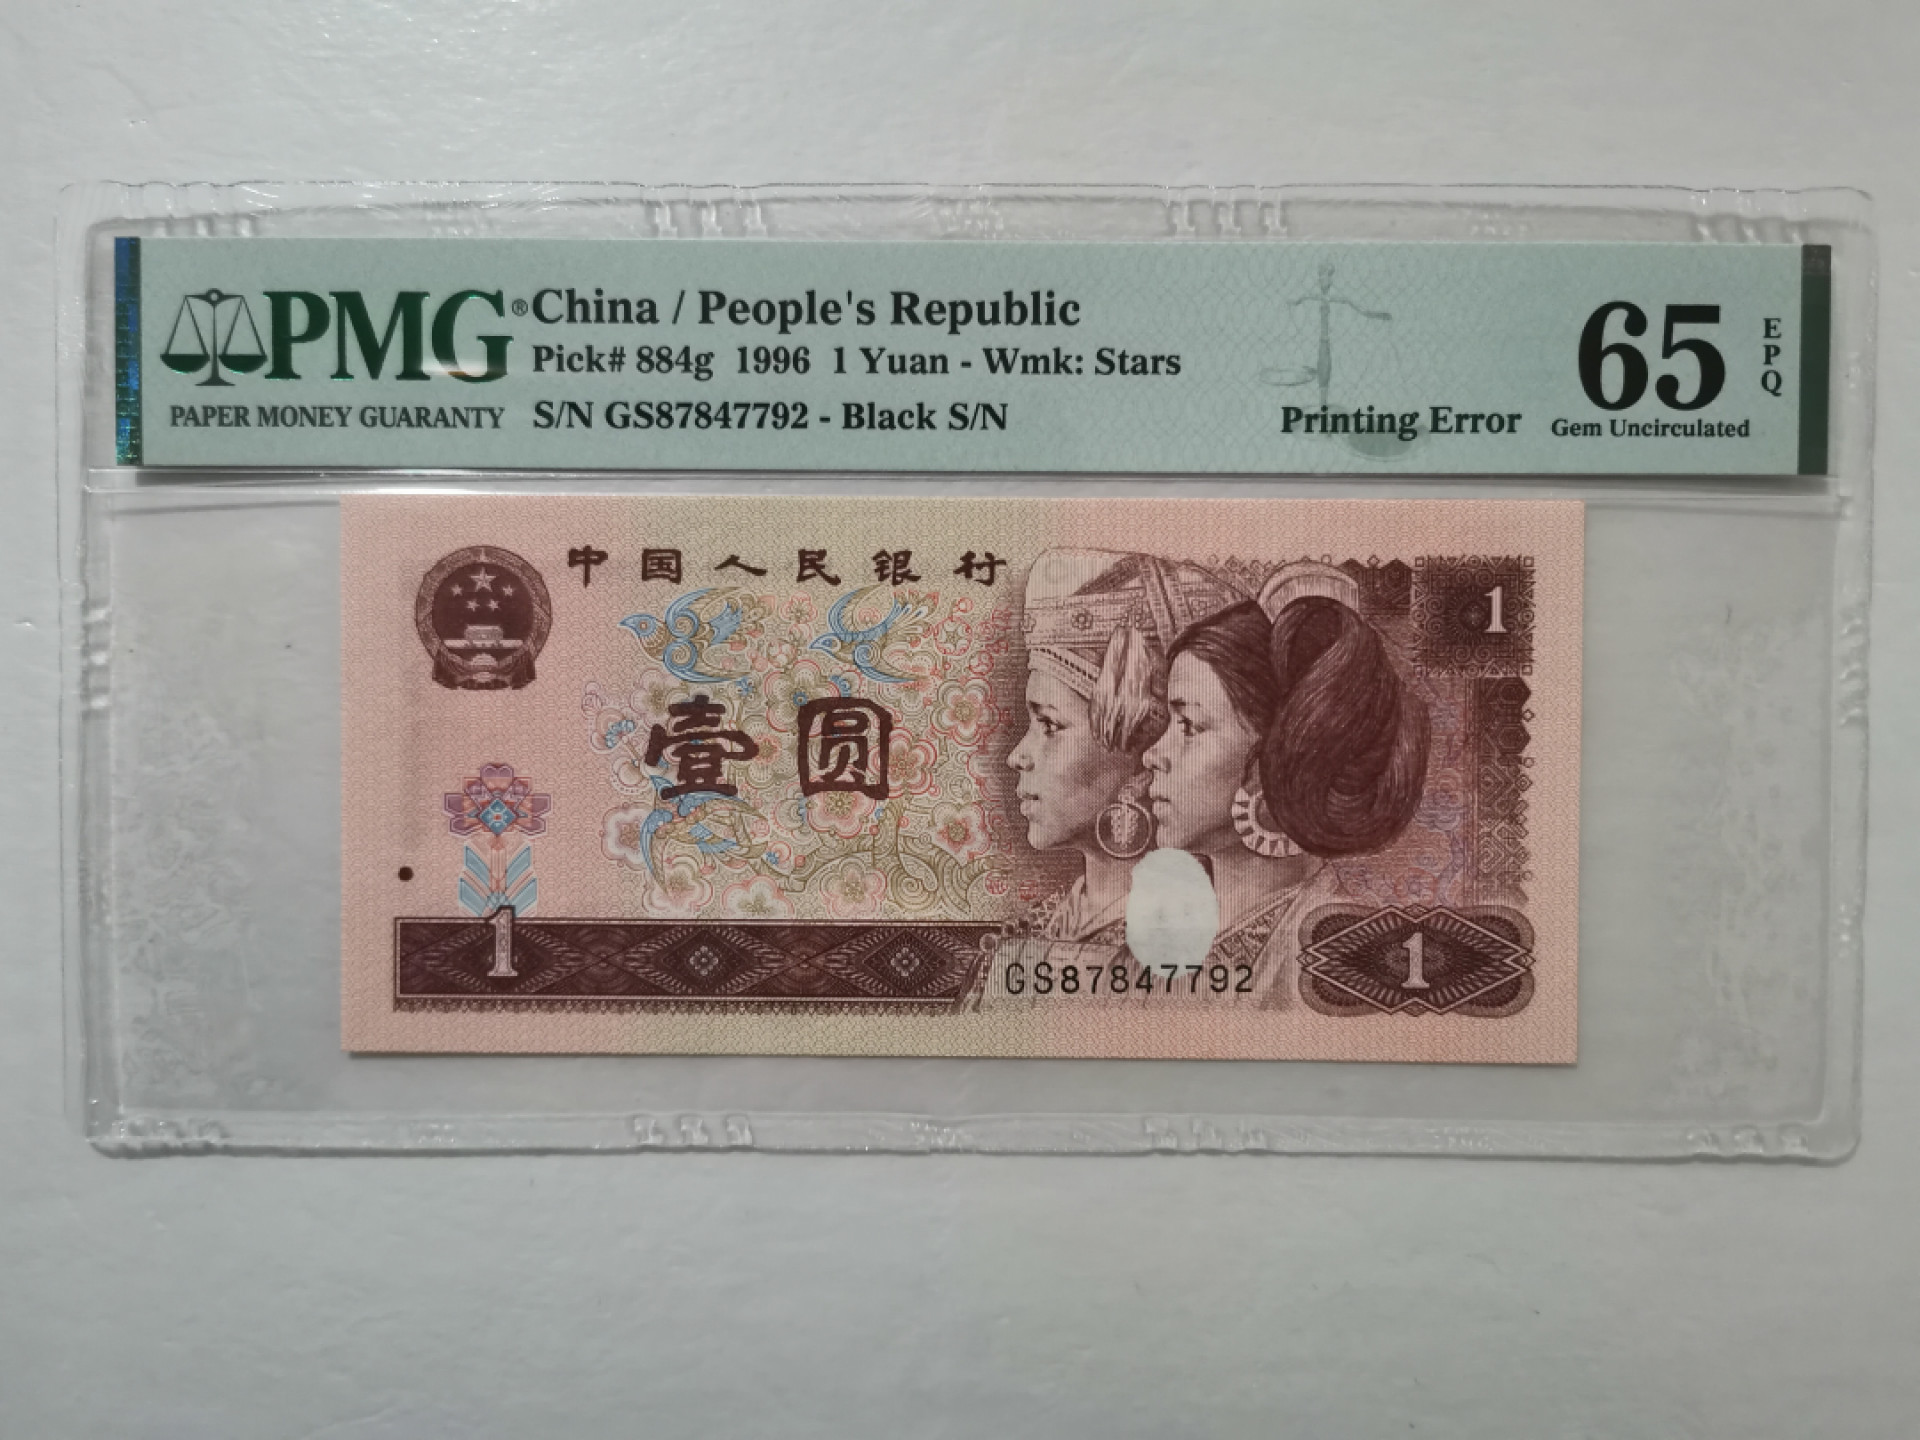 PMG® China / People's Republic
Pick# 884g 1996 1 Yuan - Wmk: Stars
PAPER MONEY GUARANTY S/N GS87847792 - Black S/N
Printing Error
65
EPQ
Gem Uncirculated
中国人民银行
1
壹圆
1
1
GS87847792